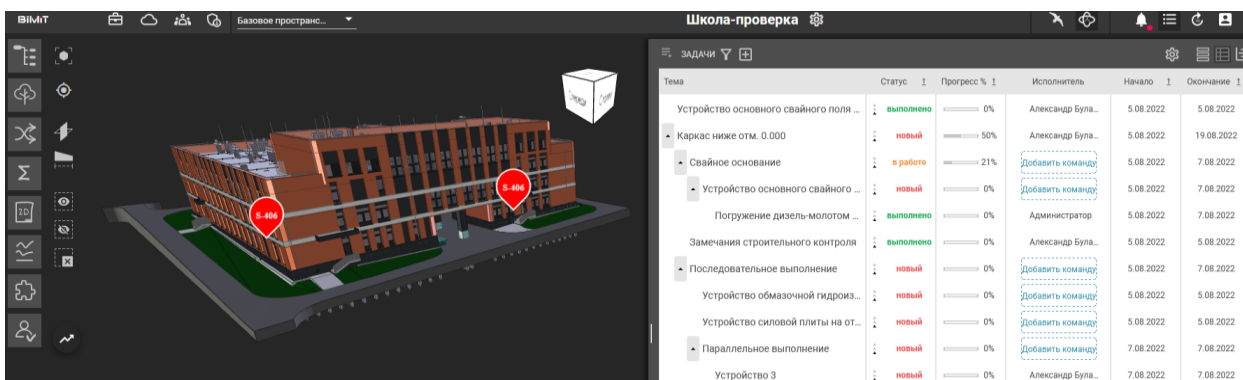 BIMIT
Базовое пространс...
Школа-проверка
ЗАДАЧИ
Тема Статус Прогресс % Исполнитель Начало Окончание
Устройство основного свайного поля ... выполнено 0% Александр Була... 5.08.2022 5.08.2022
Каркас ниже отм. 0.000 новый 50% Александр Була... 5.08.2022 19.08.2022
Свайное основание в работе 21% Добавить команду 5.08.2022 7.08.2022
Устройство основного свайного ... новый 0% Добавить команду 5.08.2022 7.08.2022
Погружение дизель-молотом ... выполнено 0% Администратор 5.08.2022 5.08.2022
Замечания строительного контроля выполнено 0% Александр Була... 5.08.2022 5.08.2022
Последовательное выполнение новый 0% Добавить команду 5.08.2022 7.08.2022
Устройство обмазочной гидроиз... новый 0% Добавить команду 5.08.2022 5.08.2022
Устройство силовой плиты на от... новый 0% Добавить команду 5.08.2022 7.08.2022
Параллельное выполнение новый 0% Добавить команду 7.08.2022 7.08.2022
Устройство 3 новый 0% Александр Була... 7.08.2022 7.08.2022
S-406
S-406
2D